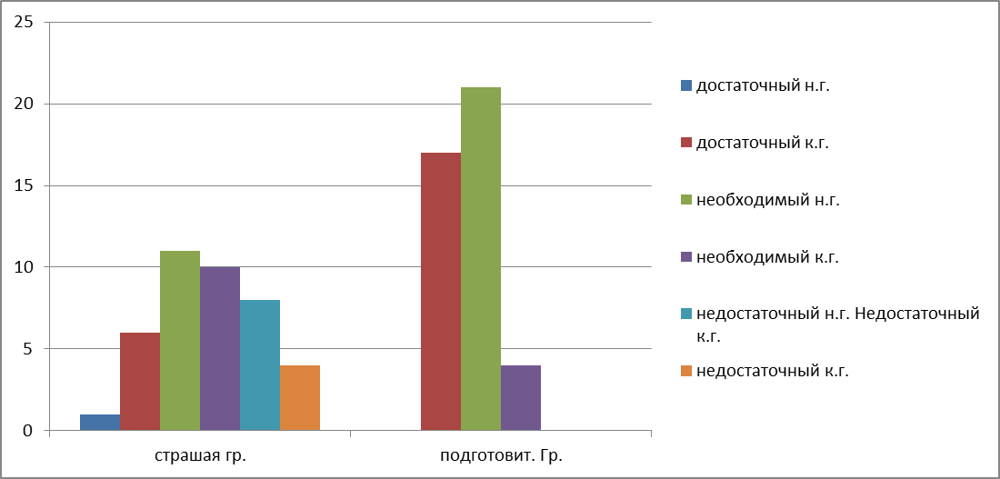 25
20
15
10
5
0
страшая гр.
подготовит. Гр.
достаточный н.г.
достаточный к.г.
необходимый н.г.
необходимый к.г.
недостаточный н.г. Недостаточный
к.г.
недостаточный к.г.